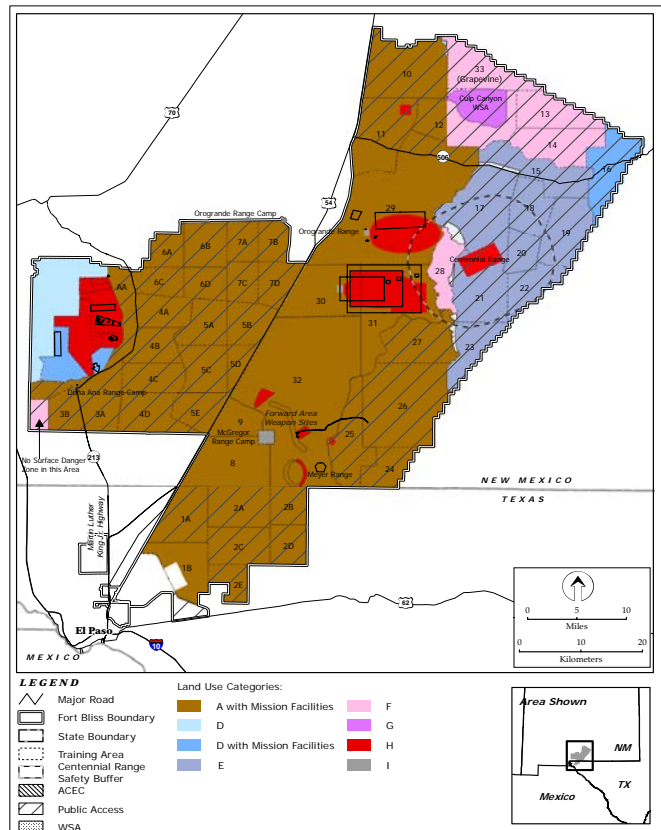 10
33
(Grapevine)
Culp Canyon
WSA
13
70
12
11
14
506
15
16
54
29
17
18
Orogrande Range Camp
19
7A
7B
6B
6A
Orogrande Range
Centennial Range
20
28
6C
6D
7C
7D
AA
30
22
21
4A
31
5A
5B
27
4B
23
5D
5C
4C
32
Doña Ana Range Camp
26
3B
3A
4D
5E
9
Forward Area
Weapon Sites
McGregor
Range Camp
25
No Surface Danger
Zone in this Area
213
8
Meyer Range
24
NEW MEXICO
TEXAS
Martin Luther
King Jr. Highway
2A
2B
1A
2C
2D
1B
2E
62
El Paso
10
MEXICO
0 5 10
Miles
0 10 20
Kilometers
LEGEND
Major Road
Fort Bliss Boundary
State Boundary
Training Area
Centennial Range
Safety Buffer
ACEC
Public Access
WSA
Land Use Categories:
A with Mission Facilities
D
D with Mission Facilities
E
F
G
H
I
Area Shown
NM
TX
Mexico